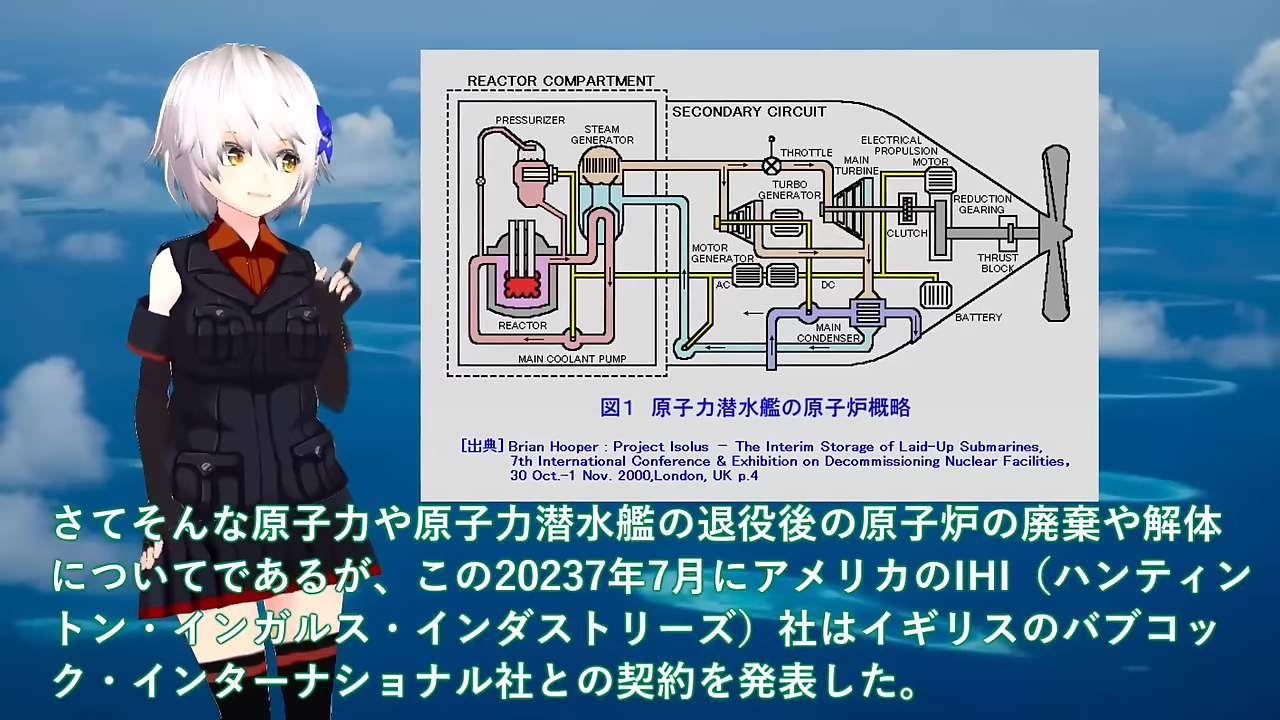 REACTOR COMPARTMENT
SECONDARY CIRCUIT
PRESSURIZER
STEAM
GENERATOR
THROTTLE
ELECTRICAL
PROPULSION
MOTOR
MAIN
TURBINE
TURBO
GENERATOR
REDUCTION
GEARING
CLUTCH
MOTOR
GENERATOR
THRUST
BLOCK
AC
DC
REACTOR
BATTERY
MAIN
CONDENSER
MAIN COOLANT PUMP
図1 原子力潜水艦の原子炉概略
[出典] Brian Hooper : Project Isolus － The Interim Storage of Laid-Up Submarines,
7th International Conference & Exhibition on Decommissioning Nuclear Facilities,
30 Oct.-1 Nov. 2000,London, UK p.4
さてそんな原子力や原子力潜水艦の退役後の原子炉の廃棄や解体
についてであるが、この20237年7月にアメリカのIHI（ハンティン
トン・インガルス・インダストリーズ）社はイギリスのバブコッ
ク・インターナショナル社との契約を発表した。